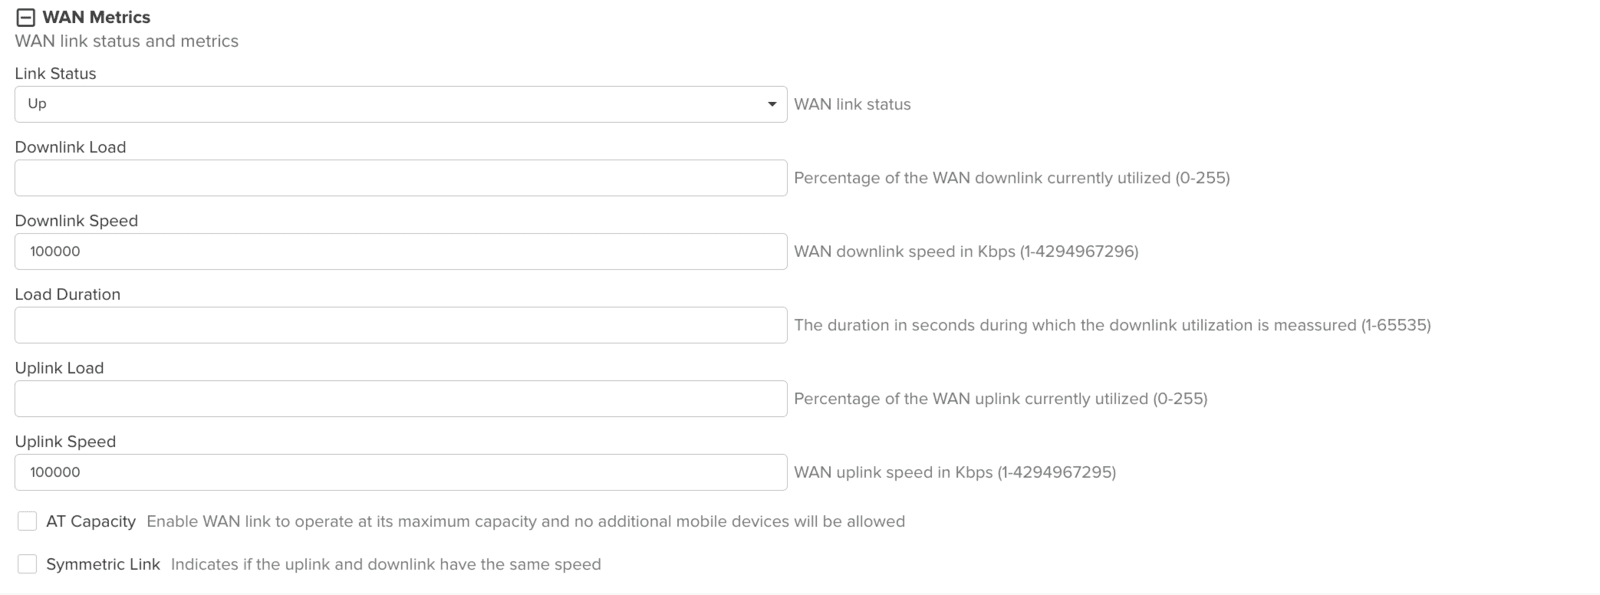 WAN Metrics
WAN link status and metrics
Link Status
Up WAN link status
Downlink Load
Percentage of the WAN downlink currently utilized (0-255)
Downlink Speed
100000 WAN downlink speed in Kbps (1-4294967296)
Load Duration
The duration in seconds during which the downlink utilization is meassured (1-65535)
Uplink Load
Percentage of the WAN uplink currently utilized (0-255)
Uplink Speed
100000 WAN uplink speed in Kbps (1-4294967295)
AT Capacity Enable WAN link to operate at its maximum capacity and no additional mobile devices will be allowed
Symmetric Link Indicates if the uplink and downlink have the same speed